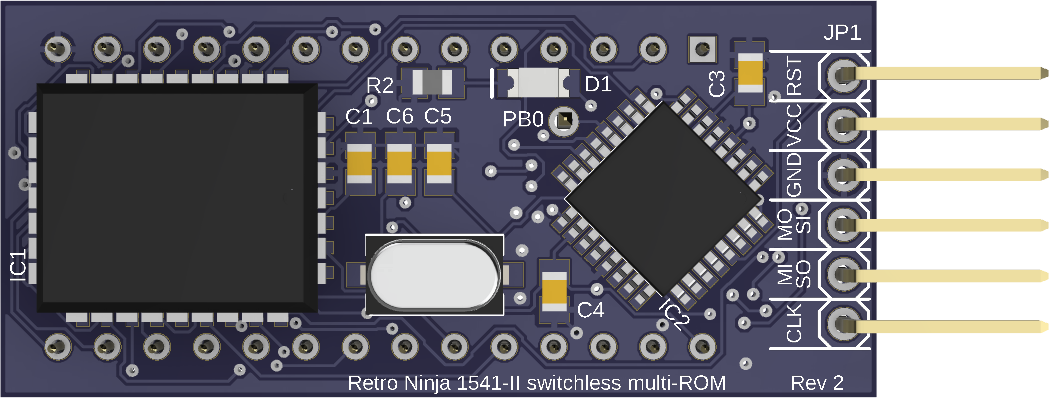 JP1
R2
D1
C3
RST
C1
C6
C5
PB0
VCC
GND
MO
SI
MI
SO
IC1
C4
IC2
CLK
Retro Ninja 1541-II switchless multi-ROM
Rev 2